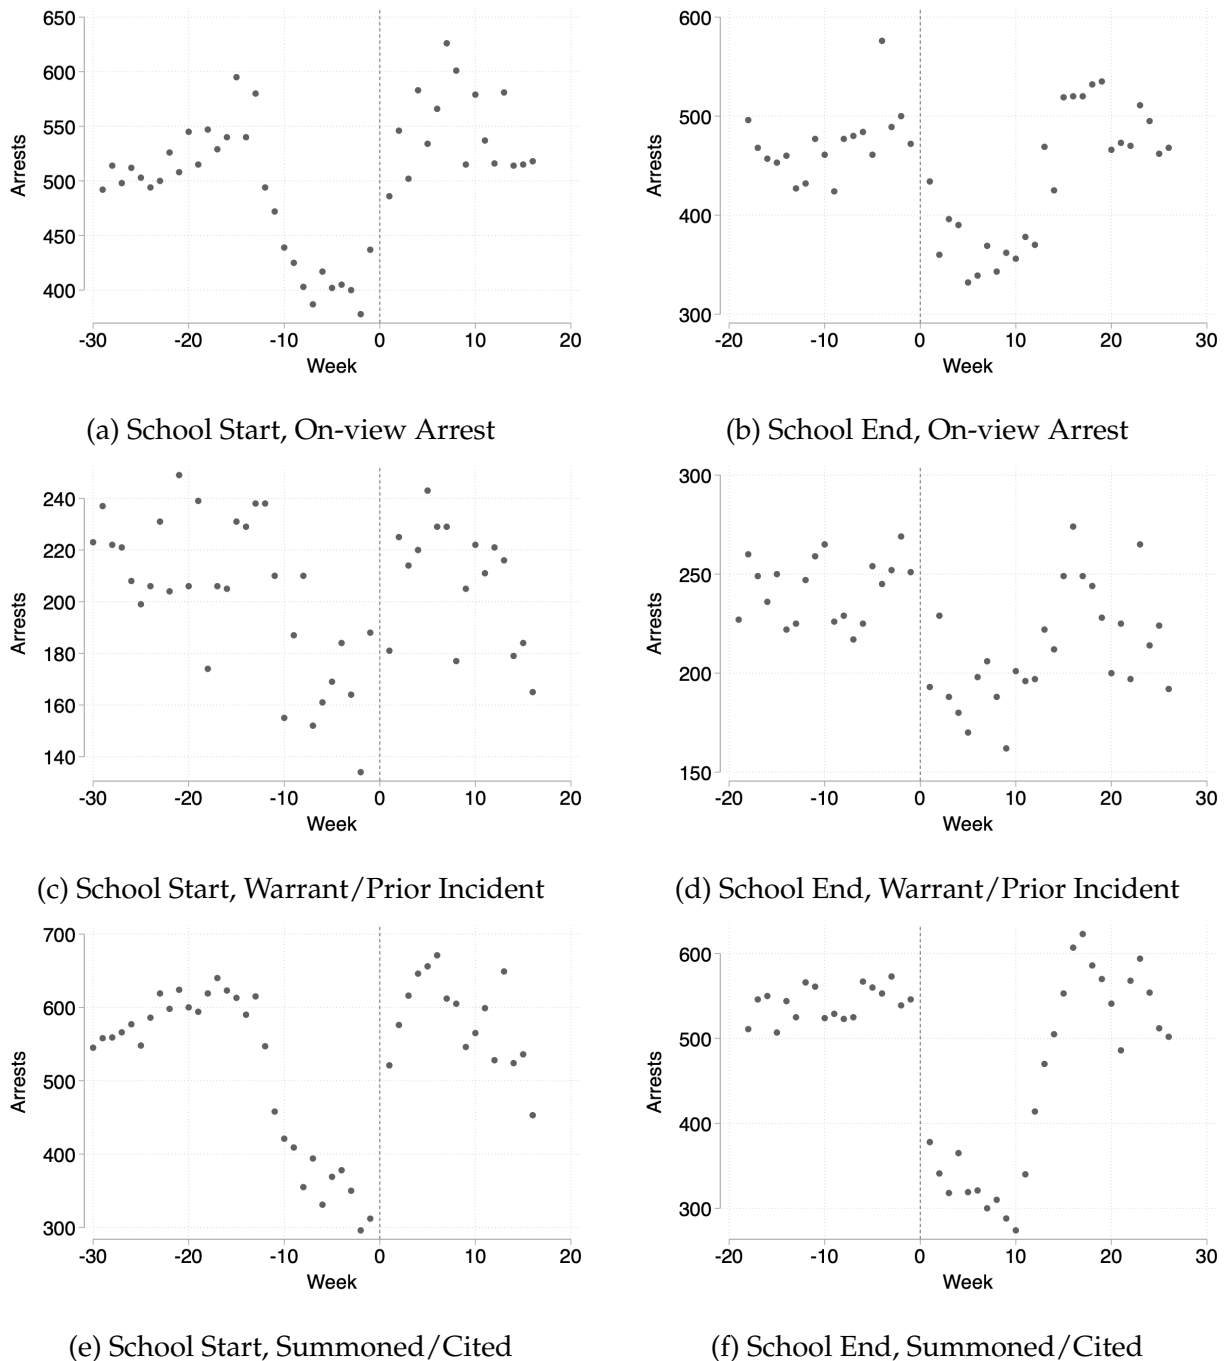 650
600
550
500
450
400
Arrests
-30 -20 -10 0 10 20
Week
(a) School Start, On-view Arrest
600
500
400
300
Arrests
-20 -10 0 10 20 30
Week
(b) School End, On-view Arrest
240
220
200
180
160
140
Arrests
-30 -20 -10 0 10 20
Week
(c) School Start, Warrant/Prior Incident
300
250
200
150
Arrests
-20 -10 0 10 20 30
Week
(d) School End, Warrant/Prior Incident
700
600
500
400
300
Arrests
-30 -20 -10 0 10 20
Week
(e) School Start, Summoned/Cited
600
500
400
300
Arrests
-20 -10 0 10 20 30
Week
(f) School End, Summoned/Cited